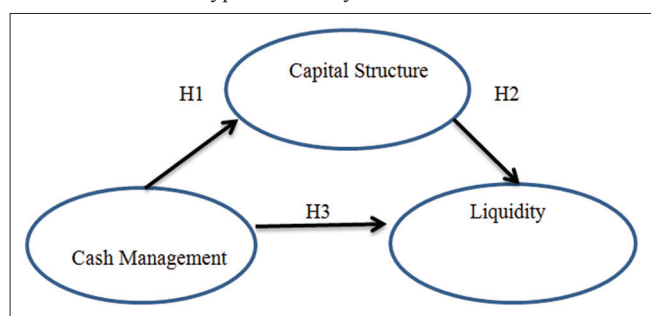 Capital Structure
H1
H2
H3
Liquidity
Cash Management